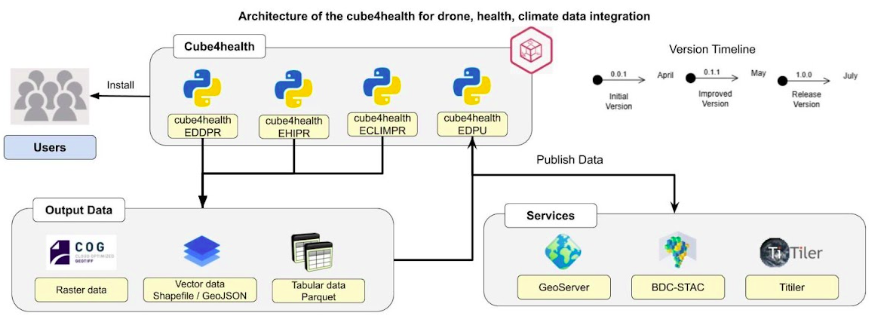 Architecture of the cube4health for drone, health, climate data integration
Cube4health
Version Timeline
0.0.1
April
0.1.1
May
1.0.0
July
Initial
Version
Improved
Version
Release
Version
Install
Users
cube4health
EDDPR
cube4health
EHIPR
cube4health
ECLIMPR
cube4health
EDPU
Publish Data
Output Data
COG
CLOUD OPTIMIZED
GEOTIFF
Raster data
Vector data
Shapefile / GeoJSON
Tabular data
Parquet
Services
GeoServer
BDC-STAC
TiTiler
Titiler